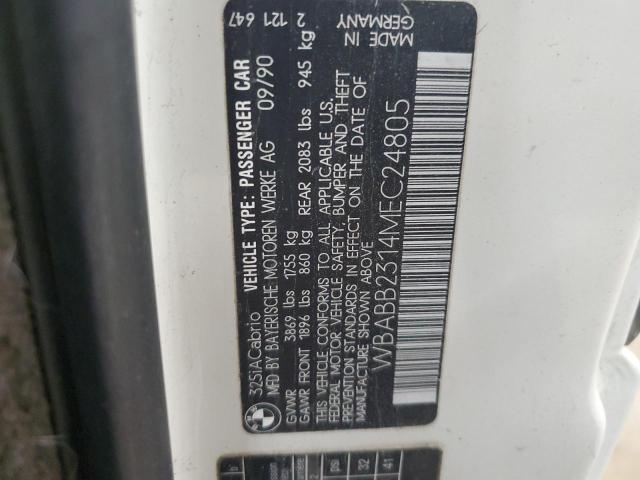 325iACabrio VEHICLE TYPE: PASSENGER CAR 2 121 647
MFD BY BAYERISCHE MOTOREN WERKE AG 09/90
GVWR 3869 lbs 1755 kg
GAWR FRONT 1896 lbs 860 kg REAR 2083 lbs 945 kg
THIS VEHICLE CONFORMS TO ALL APPLICABLE U.S.
FEDERAL MOTOR VEHICLE SAFETY, BUMPER AND THEFT
PREVENTION STANDARDS IN EFFECT ON THE DATE OF
MANUFACTURE SHOWN ABOVE
MADE IN
GERMANY
WBABB2314MEC24805
psi
32
41